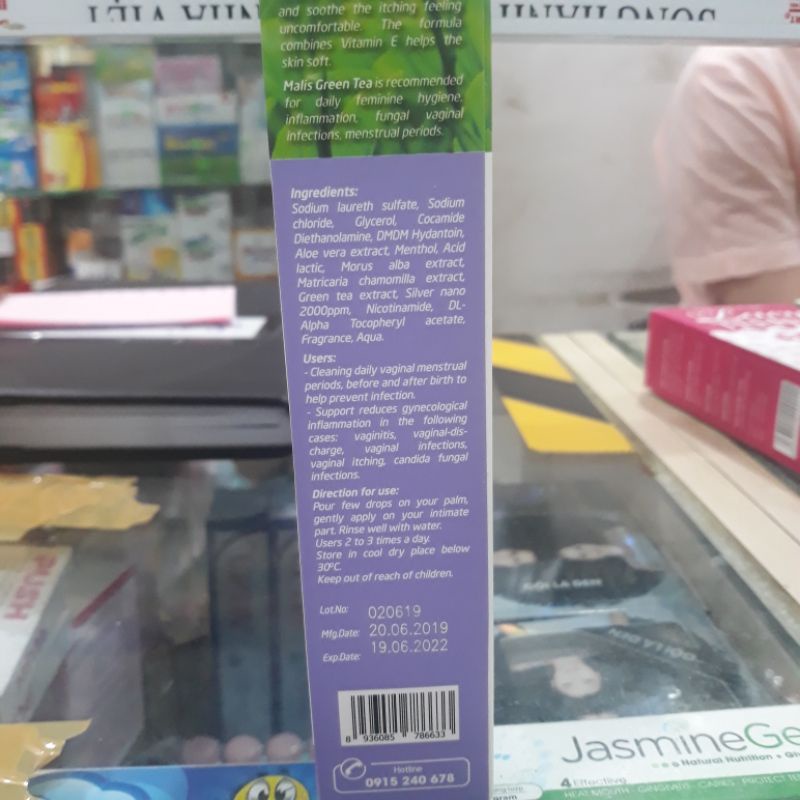 and soothe the itching feeling
uncomfortable. The formula
combines Vitamin E helps the
skin soft.
Malis Green Tea is recommended
for daily feminine hygiene,
inflammation, fungal vaginal
infections, menstrual periods.
Ingredients:
Sodium laureth sulfate, Sodium
chloride, Glycerol, Cocamide
Diethanolamine, DMDM Hydantoin,
Aloe vera extract, Menthol, Acid
lactic, Morus alba extract,
Matricaria chamomilla extract,
Green tea extract, Silver nano
2000ppm, Nicotinamide, DL-
Alpha Tocopheryl acetate,
Fragrance, Aqua.
Users:
- Cleaning daily vaginal menstrual
periods, before and after birth to
help prevent infection.
- Support reduces gynecological
inflammation in the following
cases: vaginitis, vaginal-dis-
charge, vaginal infections,
vaginal itching, candida fungal
infections.
Direction for use:
Pour few drops on your palm,
gently apply on your intimate
part. Rinse well with water.
Users 2 to 3 times a day.
Store in cool dry place below
30°C.
Keep out of reach of children.
Lot.No: 020619
Mfg.Date: 20.06.2019
Exp.Date: 19.06.2022
8 936085 786633
Hotline
0915 240 678
PUSH
JasmineGe
Natural Nutrition
4 Effective